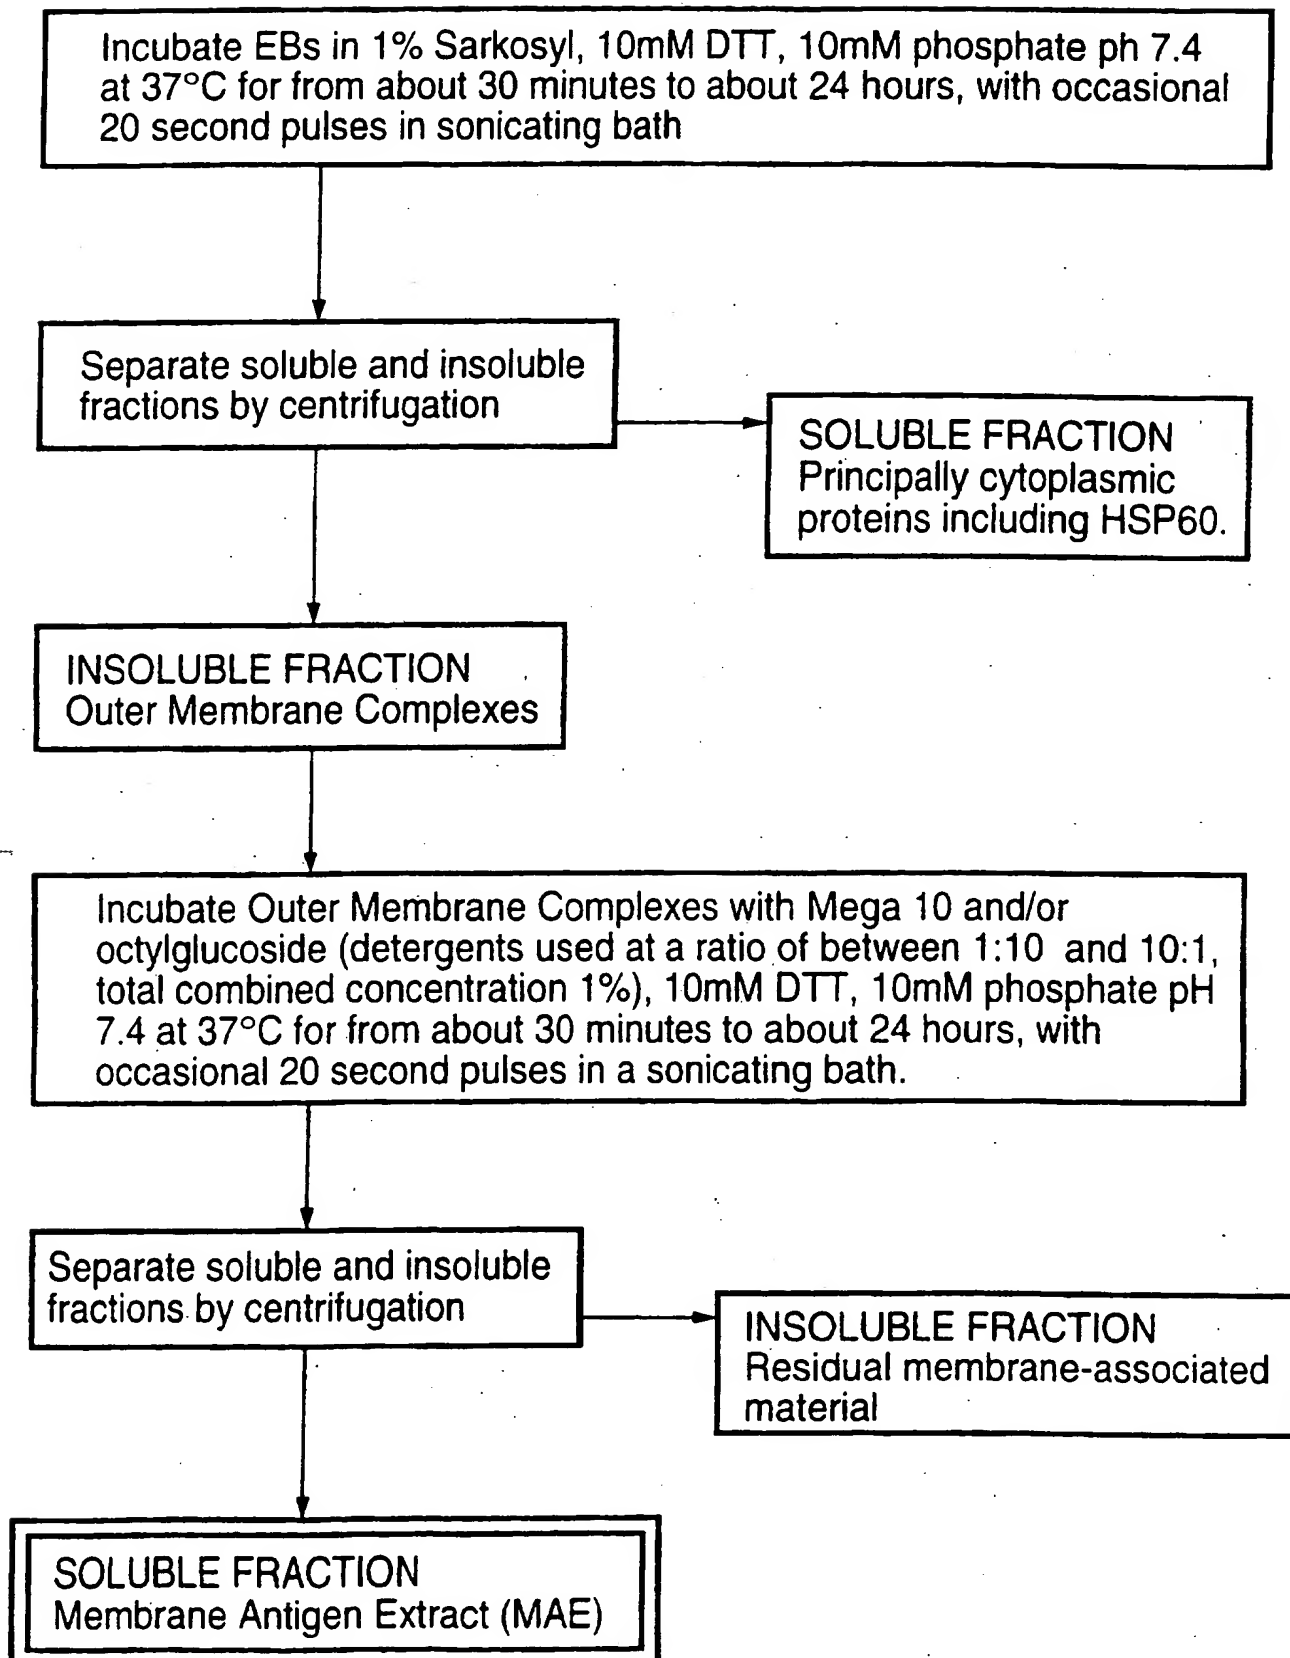 Incubate EBs in 1% Sarkosyl, 10mM DTT, 10mM phosphate ph 7.4
at 37°C for from about 30 minutes to about 24 hours, with occasional
20 second pulses in sonicating bath
Separate soluble and insoluble
fractions by centrifugation
SOLUBLE FRACTION
Principally cytoplasmic
proteins including HSP60.
INSOLUBLE FRACTION
Outer Membrane Complexes
Incubate Outer Membrane Complexes with Mega 10 and/or
octylglucoside (detergents used at a ratio of between 1:10 and 10:1,
total combined concentration 1%), 10mM DTT, 10mM phosphate pH
7.4 at 37°C for from about 30 minutes to about 24 hours, with
occasional 20 second pulses in a sonicating bath.
Separate soluble and insoluble
fractions by centrifugation
INSOLUBLE FRACTION
Residual membrane-associated
material
SOLUBLE FRACTION
Membrane Antigen Extract (MAE)